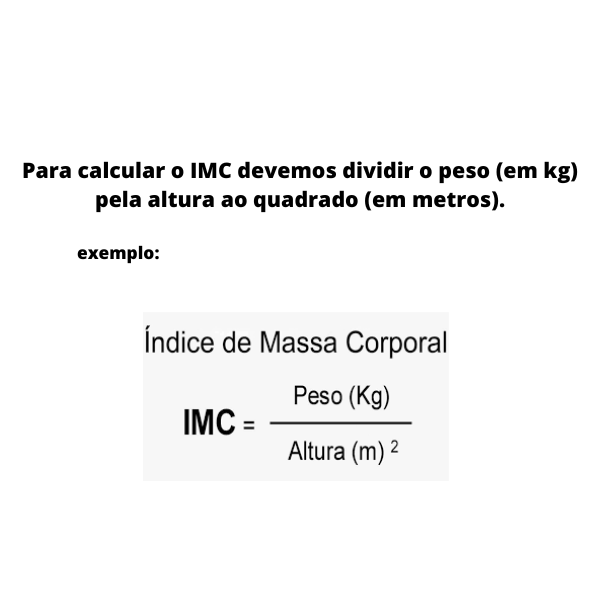 Para calcular o IMC devemos dividir o peso (em kg)
pela altura ao quadrado (em metros).
exemplo:
Índice de Massa Corporal
Peso (Kg)
IMC =
Altura (m) ²